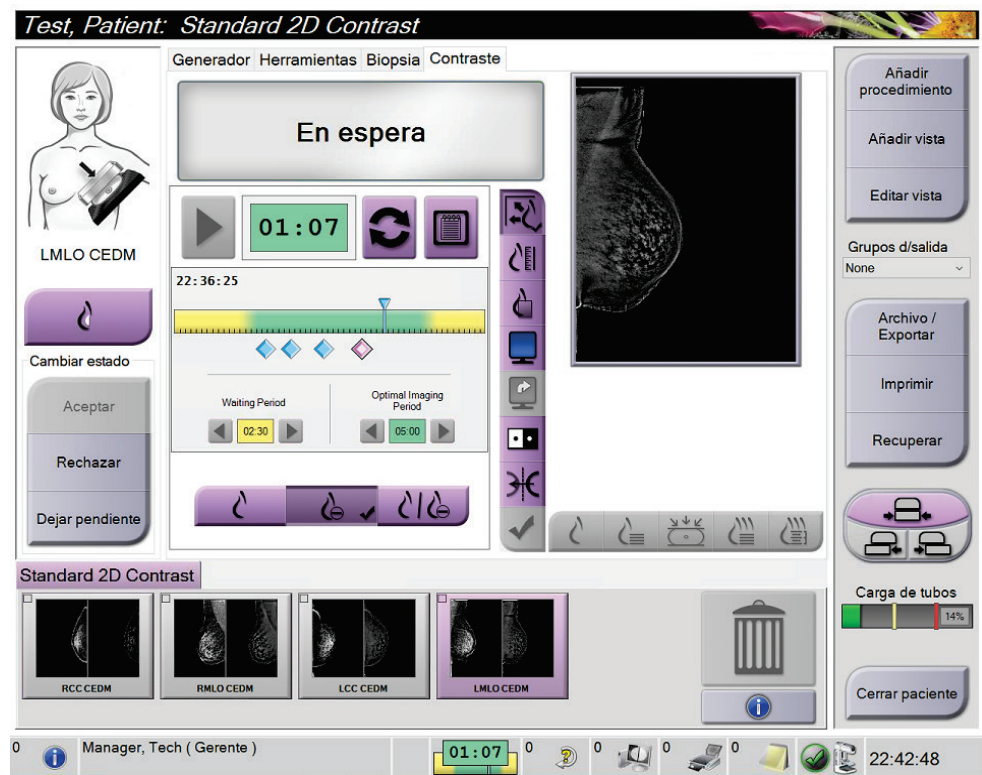 Test, Patient: Standard 2D Contrast
Generador Herramientas Biopsia Contraste
En espera
LMLO CEDM
Cambiar estado
Aceptar
Rechazar
Dejar pendiente
01:07
22:36:25
Waiting Period
02:30
Optimal Imaging
Period
05:00
Añadir
procedimiento
Añadir vista
Editar vista
Grupos d/salida
None
Archivo /
Exportar
Imprimir
Recuperar
Carga de tubos
14%
Cerrar paciente
Standard 2D Contrast
RCC CEDM
RMLO CEDM
LCC CEDM
LMLO CEDM
0
Manager, Tech ( Gerente )
01:07
0
0
0
0
22:42:48